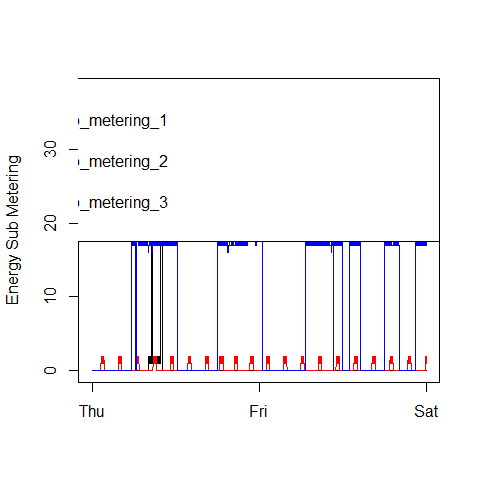 _metering_1
_metering_2
_metering_3
Energy Sub Metering
30
20
10
0
Thu
Fri
Sat